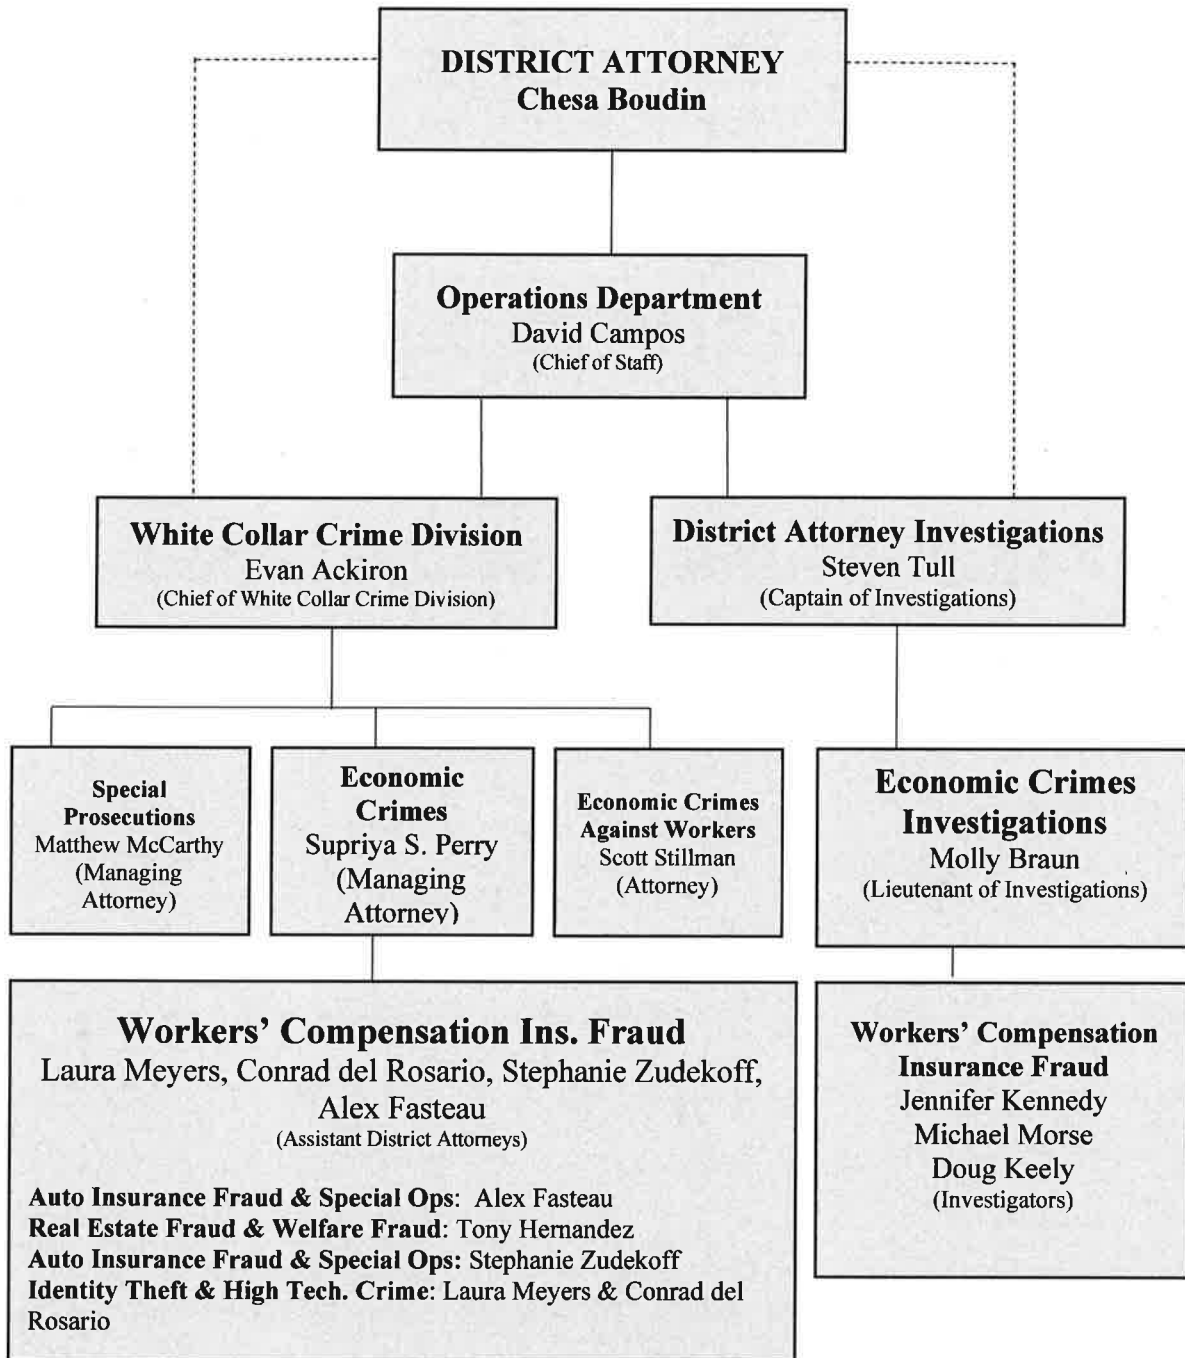 DISTRICT ATTORNEY
Chesa Boudin
Operations Department
David Campos
(Chief of Staff)
White Collar Crime Division
Evan Ackiron
(Chief of White Collar Crime Division)
District Attorney Investigations
Steven Tull
(Captain of Investigations)
Special
Prosecutions
Matthew McCarthy
(Managing
Attorney)
Economic
Crimes
Supriya S. Perry
(Managing
Attorney)
Economic Crimes
Against Workers
Scott Stillman
(Attorney)
Economic Crimes
Investigations
Molly Braun
(Lieutenant of Investigations)
Workers’ Compensation Ins. Fraud
Laura Meyers, Conrad del Rosario, Stephanie Zudekoff,
Alex Fasteau
(Assistant District Attorneys)
Auto Insurance Fraud & Special Ops: Alex Fasteau
Real Estate Fraud & Welfare Fraud: Tony Hernandez
Auto Insurance Fraud & Special Ops: Stephanie Zudekoff
Identity Theft & High Tech. Crime: Laura Meyers & Conrad del
Rosario
Workers’ Compensation
Insurance Fraud
Jennifer Kennedy
Michael Morse
Doug Keely
(Investigators)